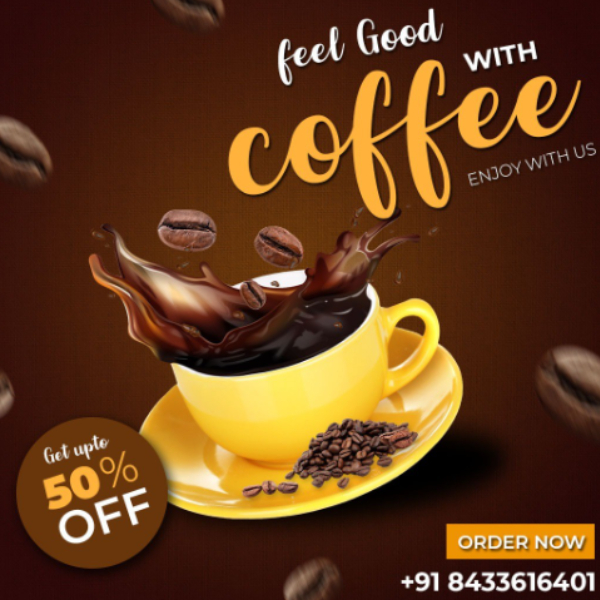 feel Good
WITH
coffee
ENJOY WITH US
Get upto
50%
OFF
ORDER NOW
+91 8433616401